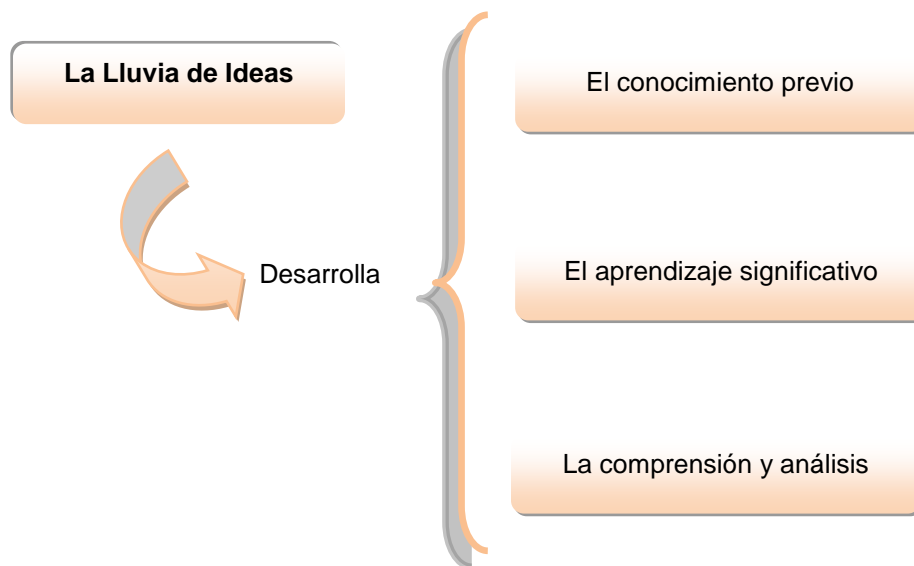 La Lluvia de Ideas
Desarrolla
El conocimiento previo
El aprendizaje significativo
La comprensión y análisis